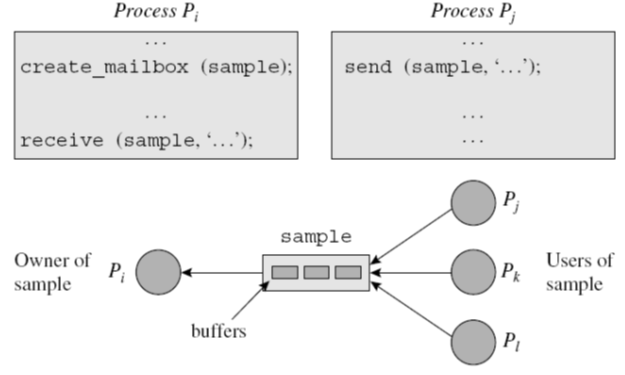 Process Pi
Process Pj
...
create_mailbox (sample);
...
receive (sample, ‘...’);
...
send (sample, ‘...’);
...
...
Pj
sample
Owner of
sample
Pi
Pk
Users of
sample
buffers
Pl